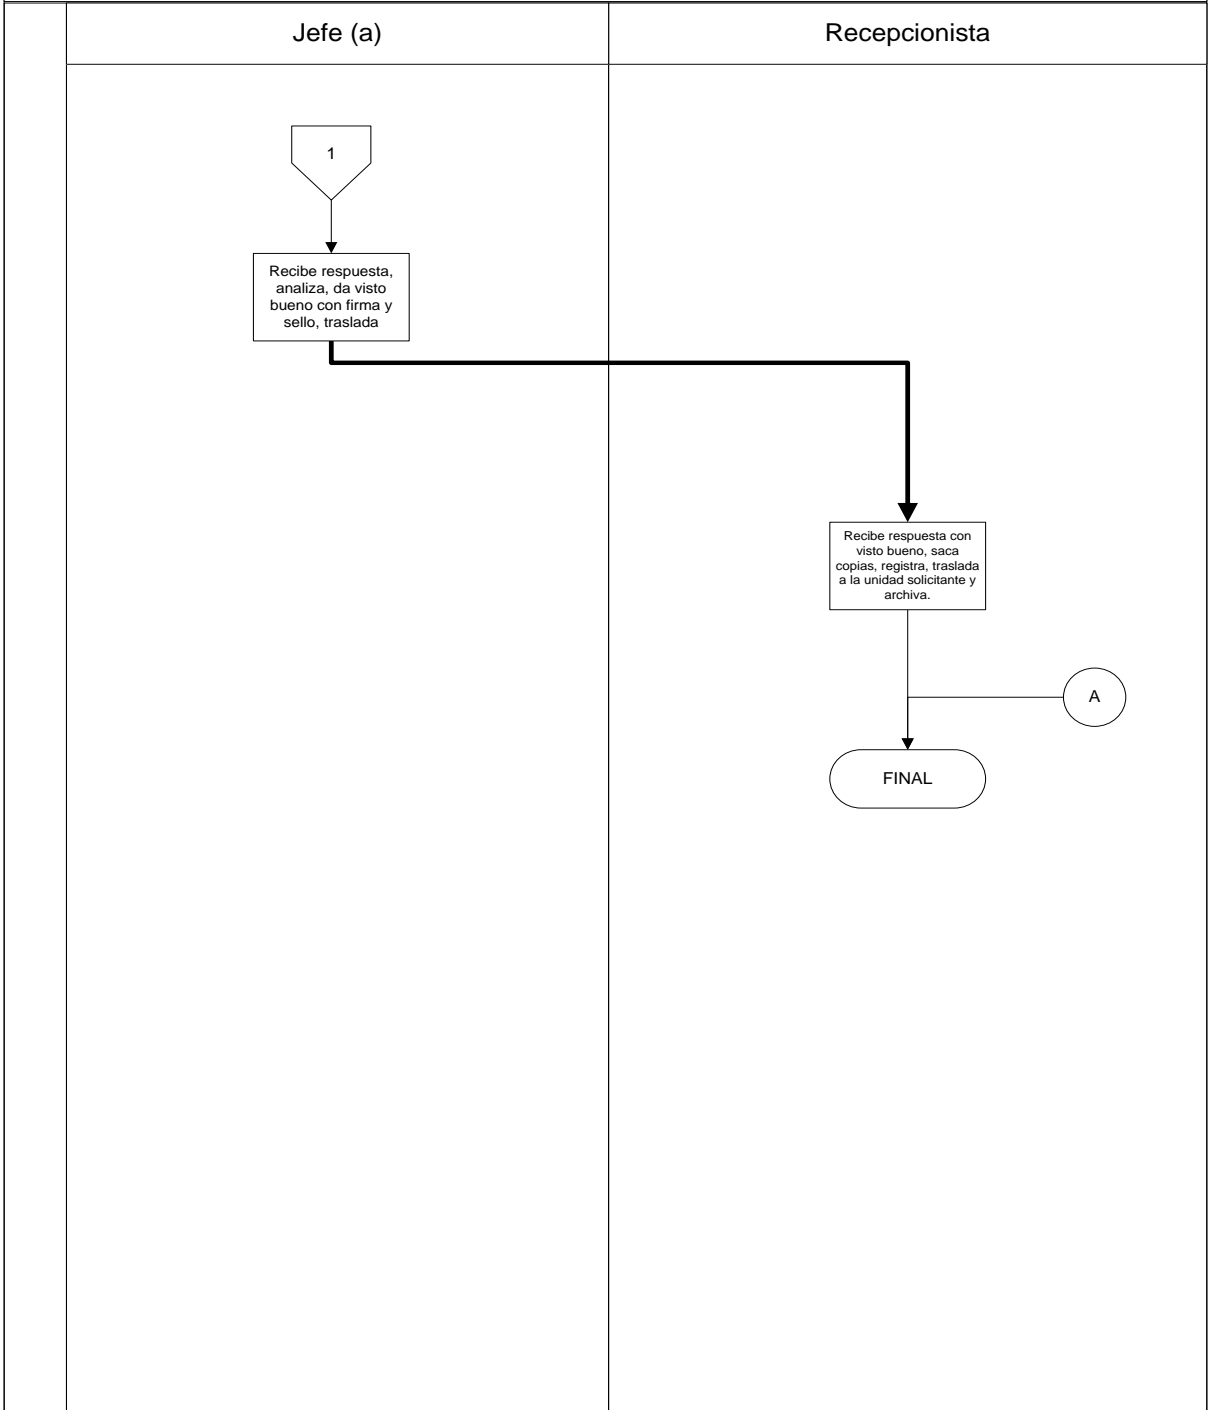 Jefe (a)
Recepcionista
1
Recibe respuesta,
analiza, da visto
bueno con firma y
sello, traslada
Recibe respuesta con
visto bueno, saca
copias, registra, traslada
a la unidad solicitante y
archiva.
A
FINAL